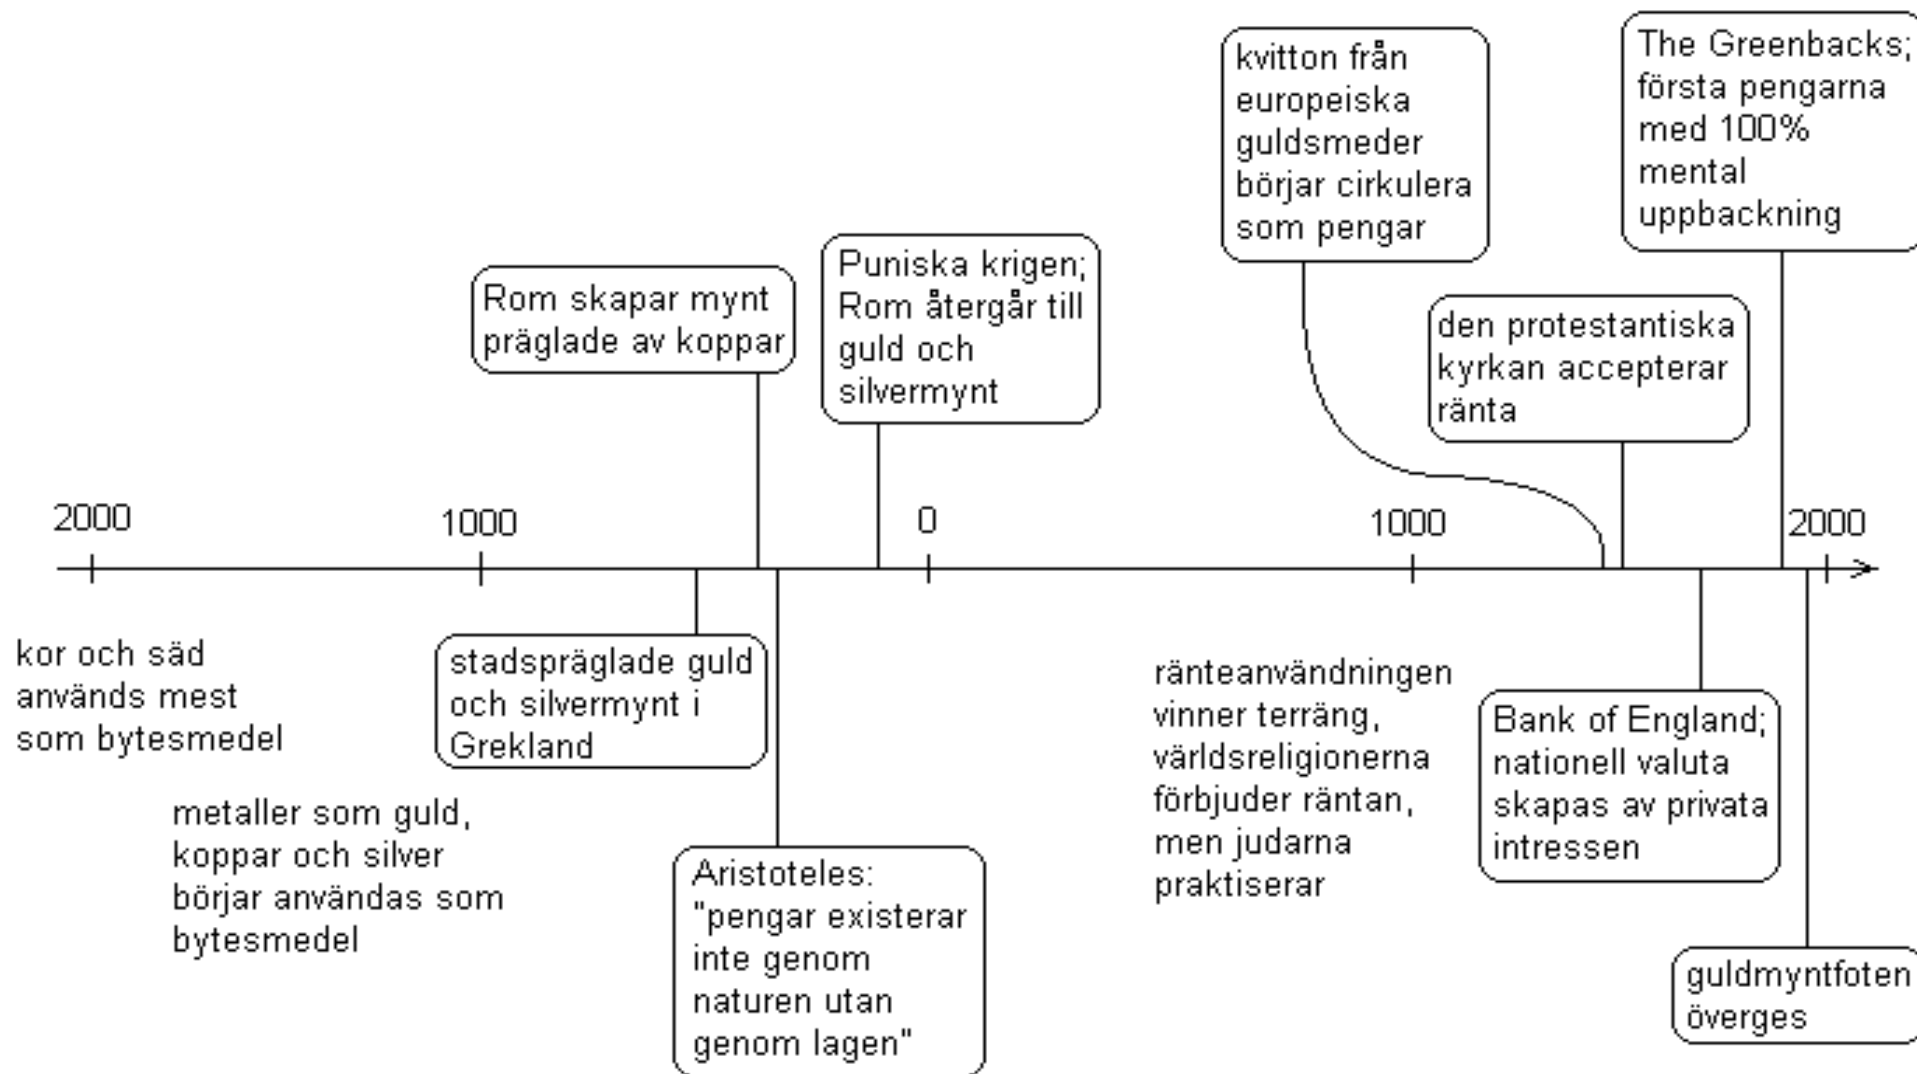 kvitton från
europeiska
guldsmeder
börjar cirkulera
som pengar
The Greenbacks;
första pengarna
med 100%
mental
uppbackning
Rom skapar mynt
präglade av koppar
Puniska krigen;
Rom återgår till
guld och
silvermynt
den protestantiska
kyrkan accepterar
ränta
2000
1000
0
1000
2000
kor och säd
används mest
som bytesmedel
stadspräglade guld
och silvermynt i
Grekland
metaller som guld,
koppar och silver
börjar användas som
bytesmedel
Aristoteles:
"pengar existerar
inte genom
naturen utan
genom lagen"
ränteanvändningen
vinner terräng,
världsreligionerna
förbjuder räntan,
men judarna
praktiserar
Bank of England;
nationell valuta
skapas av privata
intressen
guldmyntfoten
överges